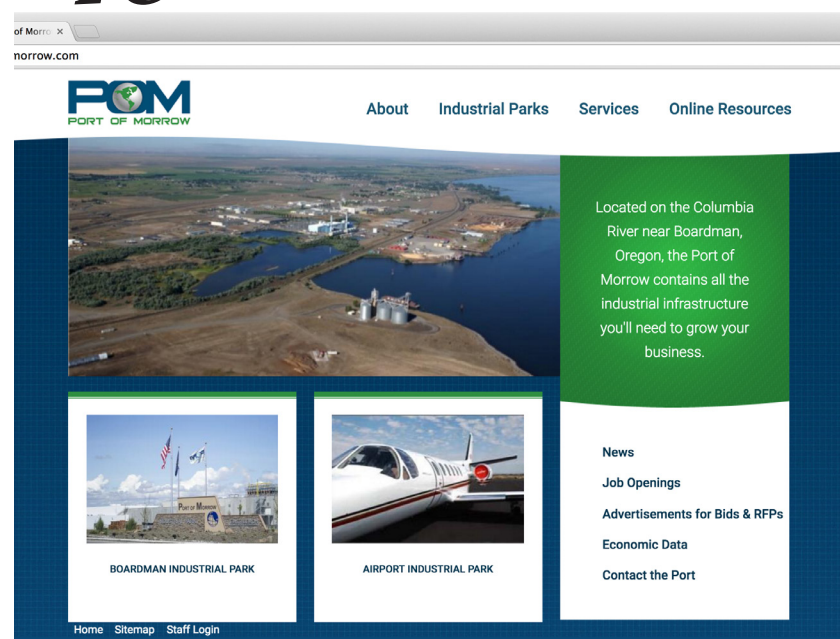 of Morro ×
morrow.com
POM
PORT OF MORROW
About Industrial Parks Services Online Resources
Located on the Columbia
River near Boardman,
Oregon, the Port of
Morrow contains all the
industrial infrastructure
you'll need to grow your
business.
PORT OF MORROW
BOARDMAN INDUSTRIAL PARK
AIRPORT INDUSTRIAL PARK
News
Job Openings
Advertisements for Bids & RFPs
Economic Data
Contact the Port
Home Sitemap Staff Login